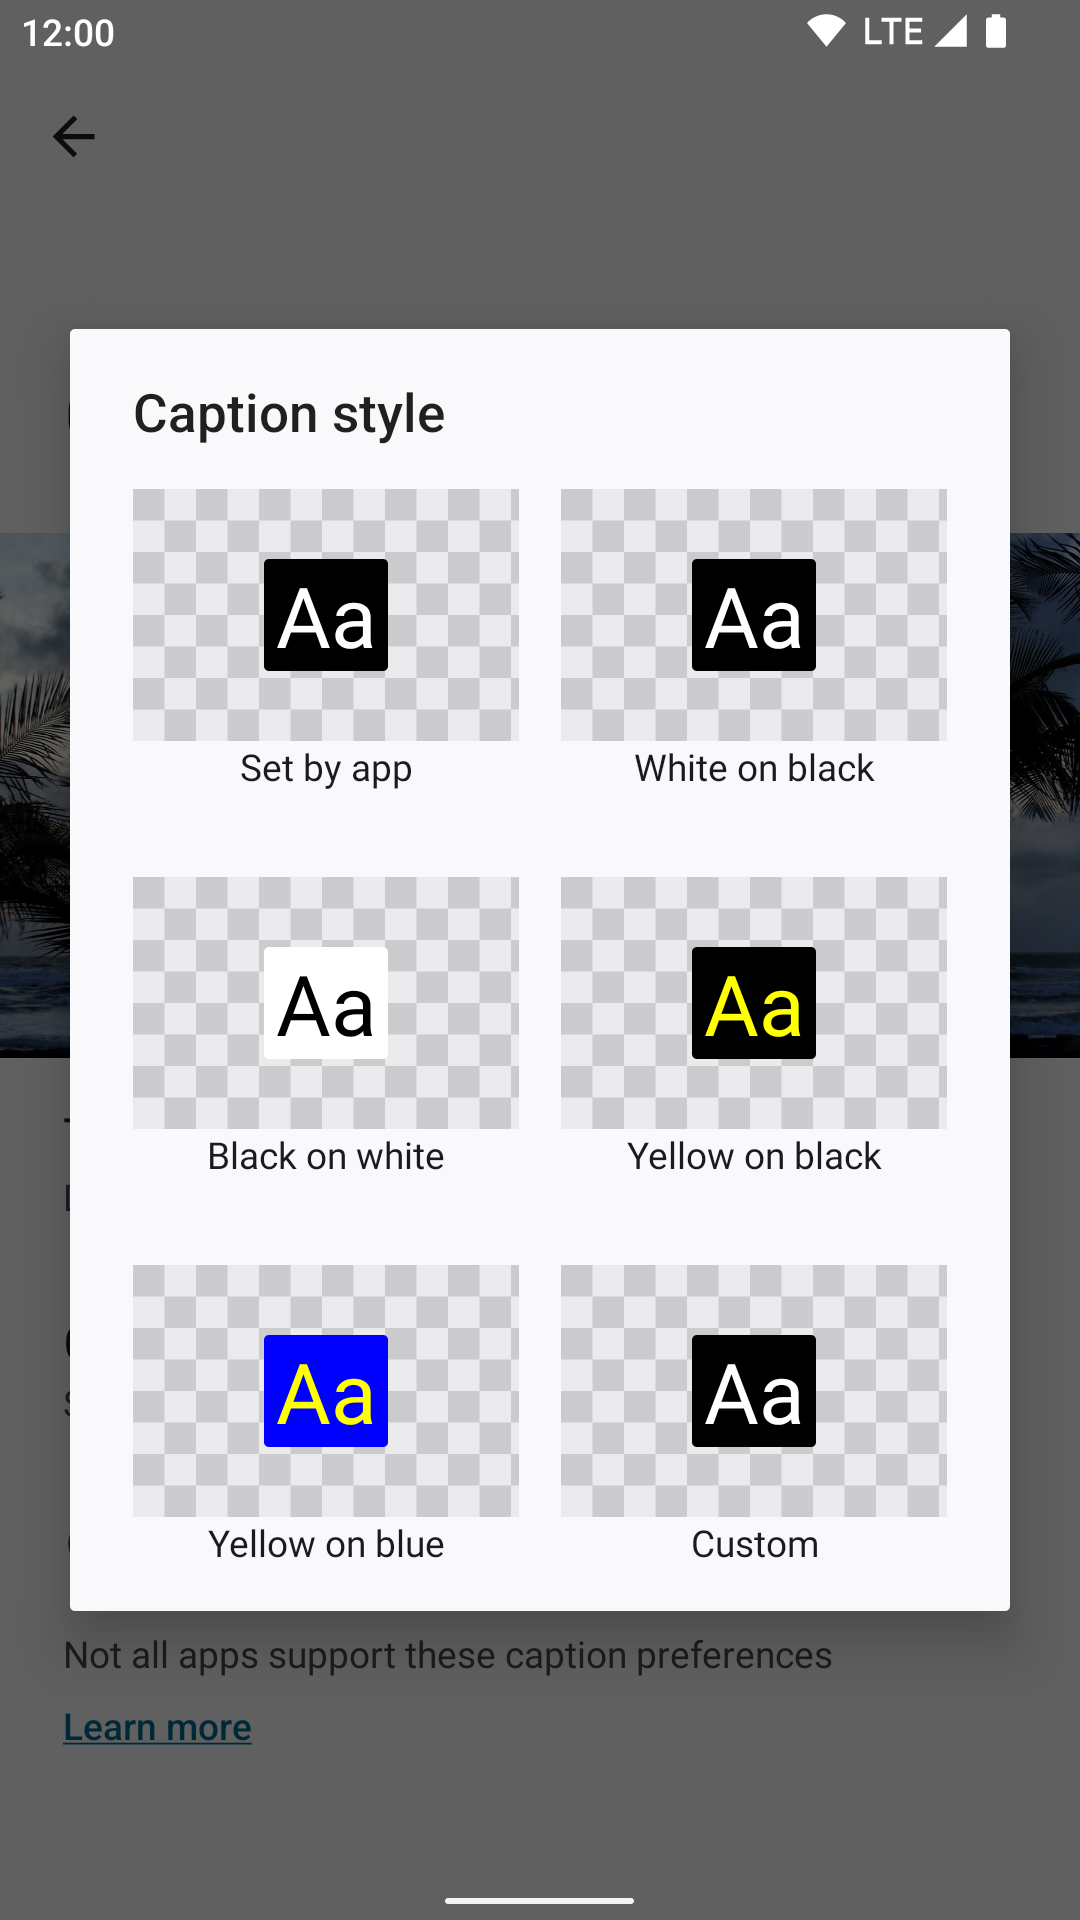 12:00
LTE
Caption style
Aa
Aa
Set by app
White on black
Aa
Aa
Black on white
Yellow on black
Aa
Aa
Yellow on blue
Custom
Not all apps support these caption preferences
Learn more